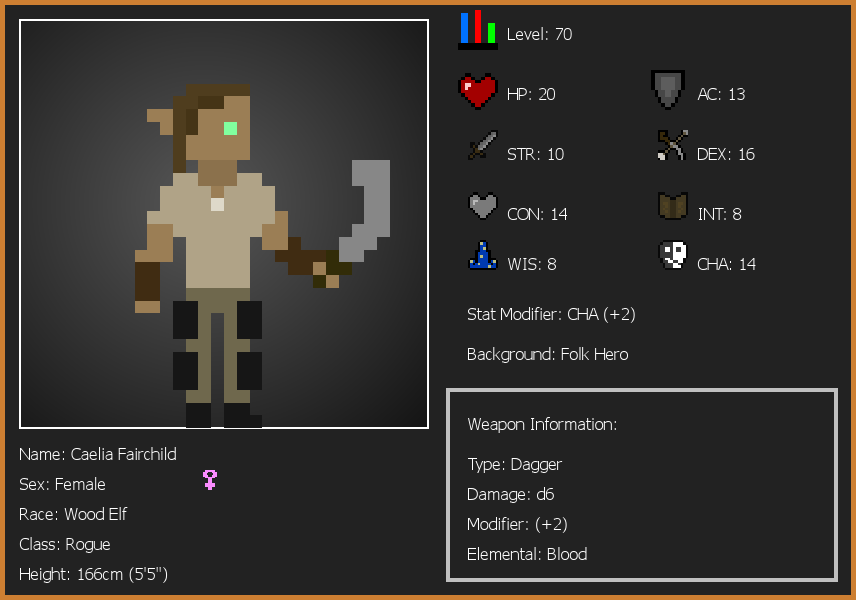 Level: 70
HP: 20
AC: 13
STR: 10
DEX: 16
CON: 14
INT: 8
WIS: 8
CHA: 14
Stat Modifier: CHA (+2)
Background: Folk Hero
Weapon Information:
Type: Dagger
Damage: d6
Modifier: (+2)
Elemental: Blood
Name: Caelia Fairchild
Sex: Female
Race: Wood Elf
Class: Rogue
Height: 166cm (5'5")